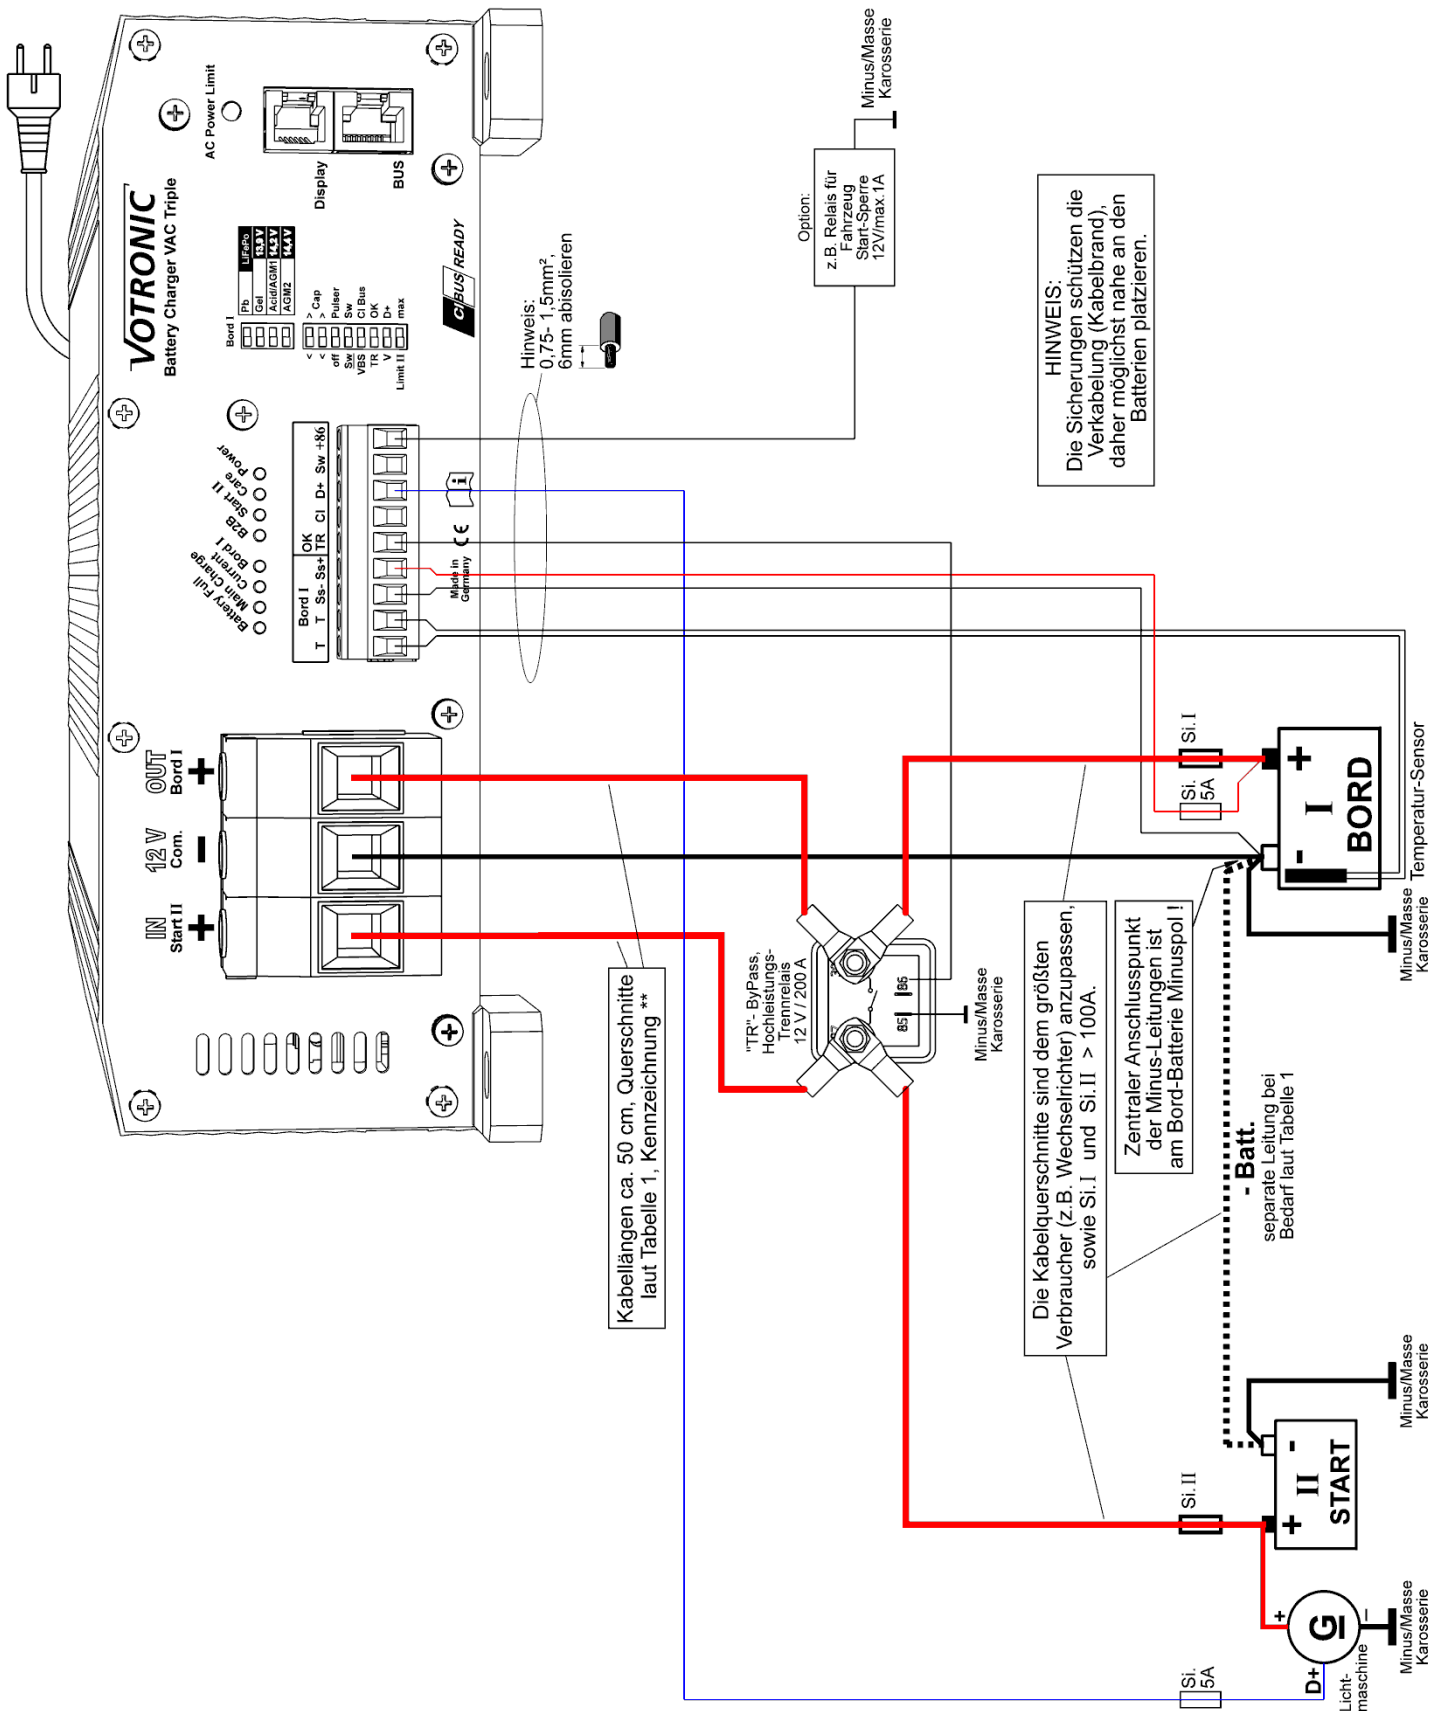 VOTRONIC
Battery Charger VAC Triple
AC Power Limit
Display
BUS
CI BUS READY
Bord I
Pb
LiFePo
Gel
13,9 V
Acid/AGM1
14,2 V
AGM2
14,4 V
< >
< > Cap
off Pulser
Sw Sw
VBS CI Bus
TR OK
V D+
Limit II max
Battery Full
Main Charge
Current
Bord I
B2B
Start II
Care
Power
Bord I
OK
T T Ss- Ss+ TR CI D+ Sw +86
Made in
Germany
CE
i
IN
Start II
+
12 V
Com.
-
OUT
Bord I
+
Hinweis:
0,75- 1,5mm²,
6mm abisolieren
Option:
z.B. Relais für
Fahrzeug
Start-Sperre
12V/max.1A
Minus/Masse
Karosserie
HINWEIS:
Die Sicherungen schützen die
Verkabelung (Kabelbrand),
daher möglichst nahe an den
Batterien platzieren.
Kabellängen ca. 50 cm, Querschnitte
laut Tabelle 1, Kennzeichnung **
"TR"- ByPass,
Hochleistungs-
Trennrelais
12 V / 200 A
85
86
Minus/Masse
Karosserie
Die Kabelquerschnitte sind dem größten
Verbraucher (z.B. Wechselrichter) anzupassen,
sowie Si.I und Si.II > 100A.
Zentraler Anschlusspunkt
der Minus-Leitungen ist
am Bord-Batterie Minuspol !
- Batt.
separate Leitung bei
Bedarf laut Tabelle 1
Si. I
Si.
5A
- +
I
BORD
Temperatur-Sensor
Minus/Masse
Karosserie
Si. II
+ -
II
START
Minus/Masse
Karosserie
Si.
5A
D+
+
G
–
Licht-
maschine
Minus/Masse
Karosserie